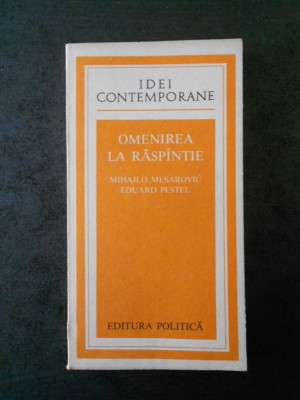 IDEI
CONTEMPORANE
OMENIREA
LA RĂSPÎNTIE
MIHAJLO MESAROVIĆ
EDUARD PESTEL
EDITURA POLITICĂ